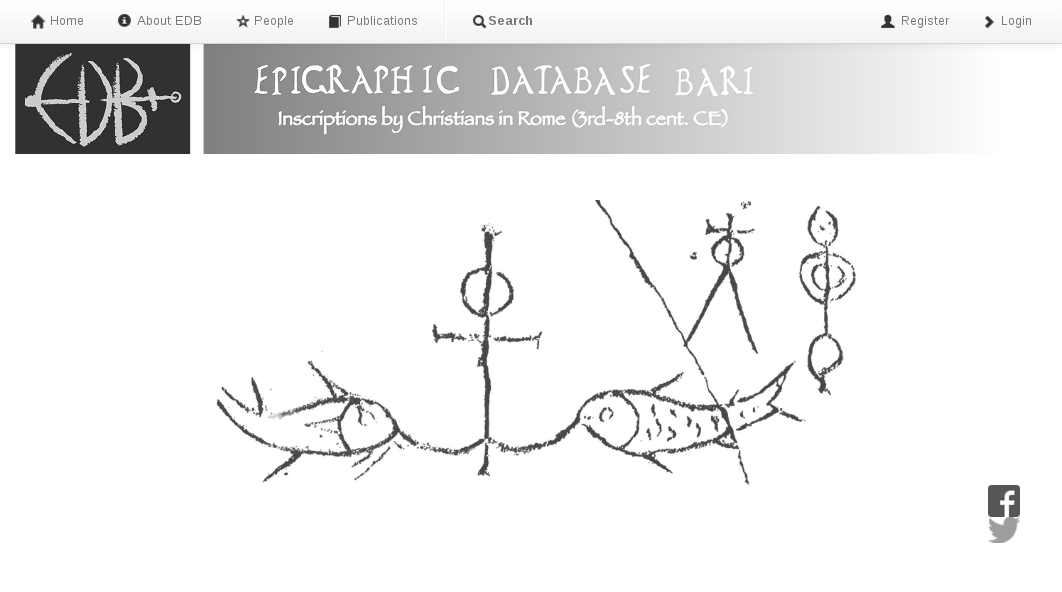 Home About EDB People Publications Search Register Login
EDB
EPIGRAPHIC DATABASE BARI
Inscriptions by Christians in Rome (3rd-8th cent. CE)